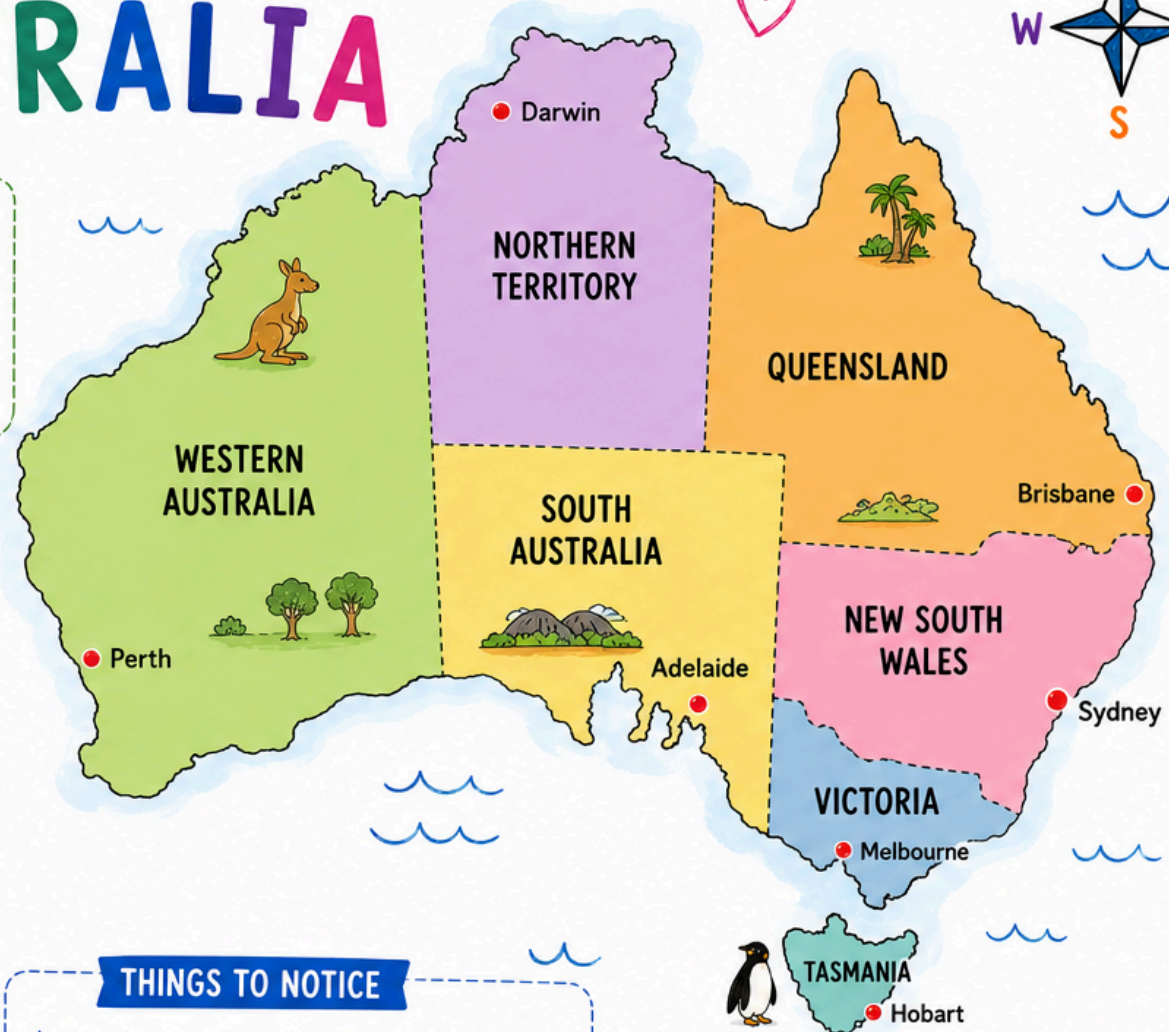 RALIA
W
S
Darwin
NORTHERN
TERRITORY
QUEENSLAND
WESTERN
AUSTRALIA
SOUTH
AUSTRALIA
Brisbane
NEW SOUTH
WALES
Perth
Adelaide
Sydney
VICTORIA
Melbourne
TASMANIA
Hobart
THINGS TO NOTICE